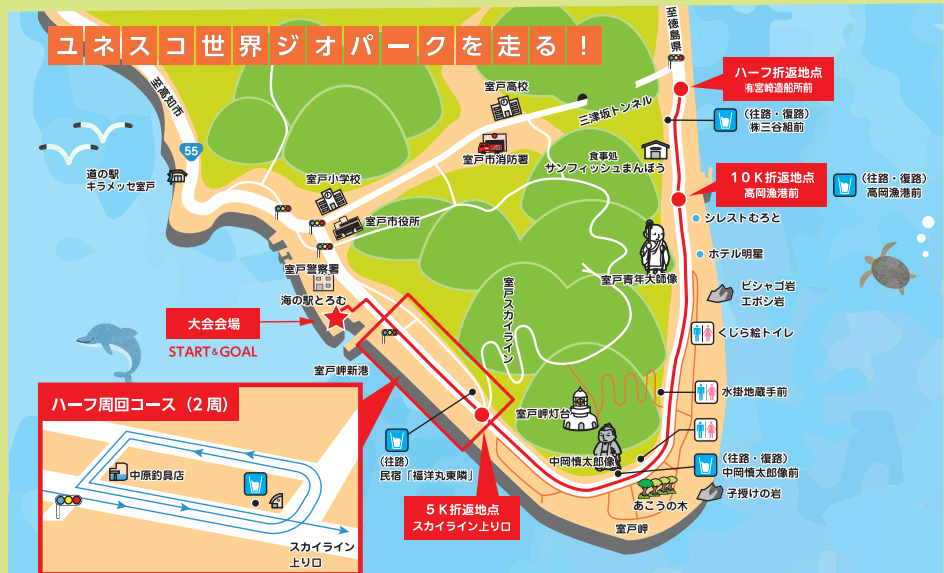 ユネスコ世界ジオパークを走る!
至徳島県
至高知市
55
道の駅
キラメッセ室戸
室戸高校
三津坂トンネル
室戸市消防署
食事処
サンフィッシュまんぼう
室戸小学校
室戸市役所
室戸警察署
海の駅とろむ
大会会場
START&GOAL
室戸岬新港
室戸スカイライン
室戸青年大師像
ハーフ折返地点
㈲宮崎造船所前
(往路・復路)
㈱三谷組前
10K折返地点
高岡漁港前
(往路・復路)
高岡漁港前
シレストむろと
ホテル明星
ビシャゴ岩
エボシ岩
くじら絵トイレ
水掛地蔵手前
室戸岬灯台
中岡慎太郎像
(往路・復路)
中岡慎太郎像前
あこうの木
子授けの岩
室戸岬
(往路)
民宿「福洋丸東隣」
5K折返地点
スカイライン上り口
ハーフ周回コース(2周)
中原釣具店
スカイライン
上り口